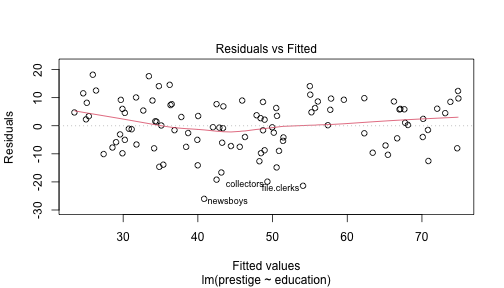 Residuals vs Fitted
Residuals
20
10
0
-10
-20
-30
collectors
file.clerks
newsboys
30 40 50 60 70
Fitted values
lm(prestige ~ education)